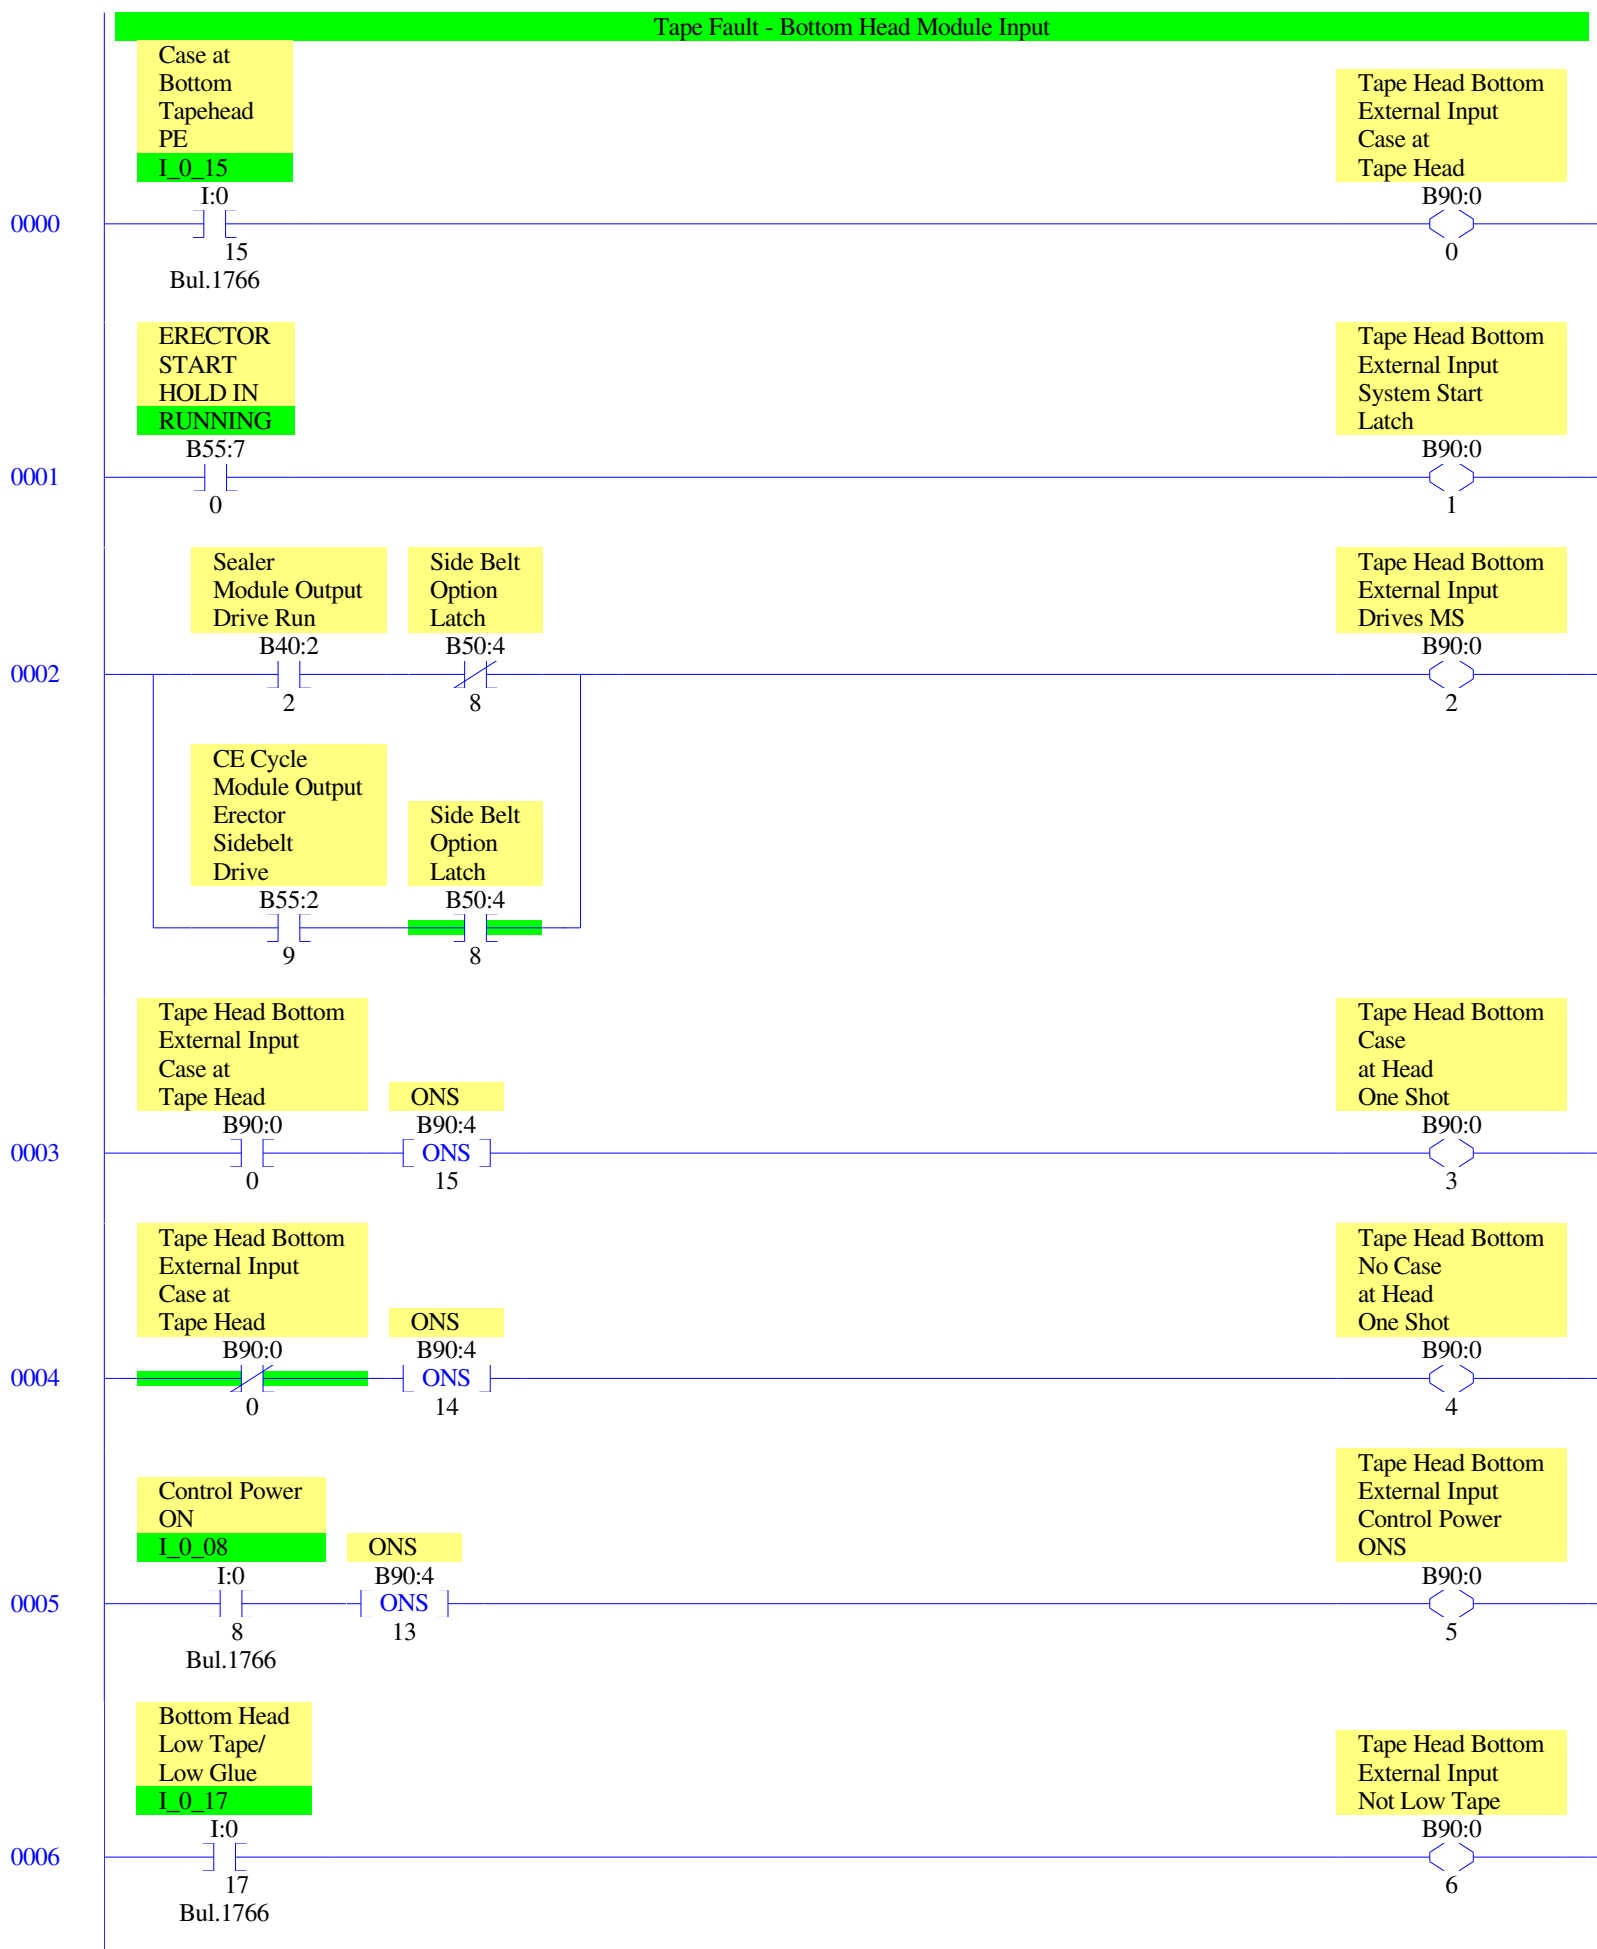 Tape Fault - Bottom Head Module Input
Case at
Bottom
Tapehead
PE
I_0_15
I:0
15
Bul.1766
Tape Head Bottom
External Input
Case at
Tape Head
B90:0
0
0000
ERECTOR
START
HOLD IN
RUNNING
B55:7
0
Tape Head Bottom
External Input
System Start
Latch
B90:0
1
0001
Sealer
Module Output
Drive Run
B40:2
2
Side Belt
Option
Latch
B50:4
8
Tape Head Bottom
External Input
Drives MS
B90:0
2
0002
CE Cycle
Module Output
Erector
Sidebelt
Drive
B55:2
9
Side Belt
Option
Latch
B50:4
8
Tape Head Bottom
External Input
Case at
Tape Head
B90:0
0
ONS
B90:4
ONS
15
Tape Head Bottom
Case
at Head
One Shot
B90:0
3
0003
Tape Head Bottom
External Input
Case at
Tape Head
B90:0
0
ONS
B90:4
ONS
14
Tape Head Bottom
No Case
at Head
One Shot
B90:0
4
0004
Control Power
ON
I_0_08
I:0
8
Bul.1766
ONS
B90:4
ONS
13
Tape Head Bottom
External Input
Control Power
ONS
B90:0
5
0005
Bottom Head
Low Tape/
Low Glue
I_0_17
I:0
17
Bul.1766
Tape Head Bottom
External Input
Not Low Tape
B90:0
6
0006